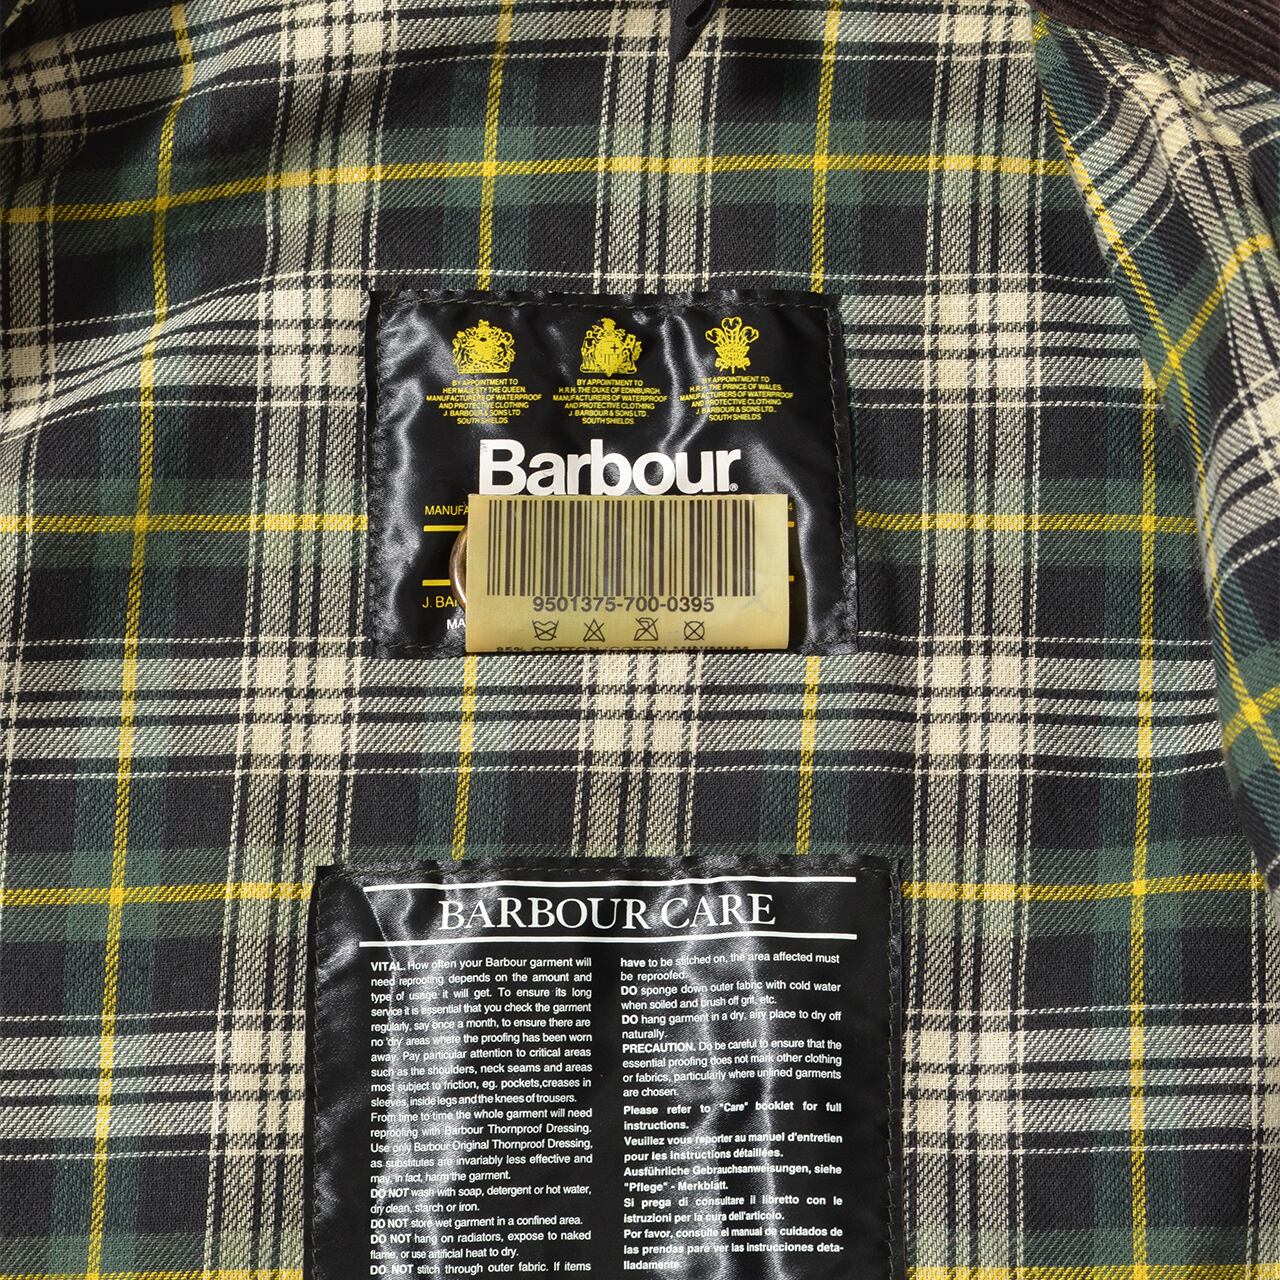 BY APPOINTMENT TO
HER MAJESTY THE QUEEN.
MANUFACTURERS OF WATERPROOF
AND PROTECTIVE CLOTHING
J. BARBOUR & SONS LTD.
SOUTH SHIELDS.
BY APPOINTMENT TO
H.R.H. THE DUKE OF EDINBURGH.
MANUFACTURERS OF WATERPROOF
AND PROTECTIVE CLOTHING
J. BARBOUR & SONS LTD.
SOUTH SHIELDS.
BY APPOINTMENT TO
H.R.H. THE PRINCE OF WALES.
MANUFACTURERS OF WATERPROOF
AND PROTECTIVE CLOTHING
J. BARBOUR & SONS LTD.
SOUTH SHIELDS.
Barbour®
9501375-700-0395
85% COTTON/COTON MINIMUM
BARBOUR CARE
VITAL. How often your Barbour garment will
need reproofing depends on the amount and
type of usage it will get. To ensure its long
service it is essential that you check the garment
regularly, say once a month, to ensure there are
no 'dry' areas where the proofing has been worn
away. Pay particular attention to critical areas
such as the shoulders, neck seams and areas
most subject to friction, eg. pockets,creases in
sleeves, inside legs and the knees of trousers.
From time to time the whole garment will need
reproofing with Barbour Thornproof Dressing.
Use only Barbour Original Thornproof Dressing,
as substitutes are invariably less effective and
may, in fact, harm the garment.
DO NOT wash with soap, detergent or hot water,
dry clean, starch or iron.
DO NOT store wet garment in a confined area.
DO NOT hang on radiators, expose to naked
flame, or use artificial heat to dry.
DO NOT stitch through outer fabric. If items
have to be stitched on, the area affected must
be reproofed.
DO sponge down outer fabric with cold water
when soiled and brush off grit, etc.
DO hang garment in a dry, airy place to dry off
naturally.
PRECAUTION. Do be careful to ensure that the
essential proofing does not mark other clothing
or fabrics, particularly where unlined garments
are chosen.
Please refer to "Care" booklet for full
instructions.
Veuillez vous reporter au manuel d'entretien
pour les instructions détaillées.
Ausführliche Gebrauchsanweisungen, siehe
"Pflege" - Merkblatt.
Si prega di consultare il libretto con le
istruzioni per la cura dell'articolo.
Por favor, consulte el manual de cuidados de
las prendas para ver las instrucciones deta-
lladamente.